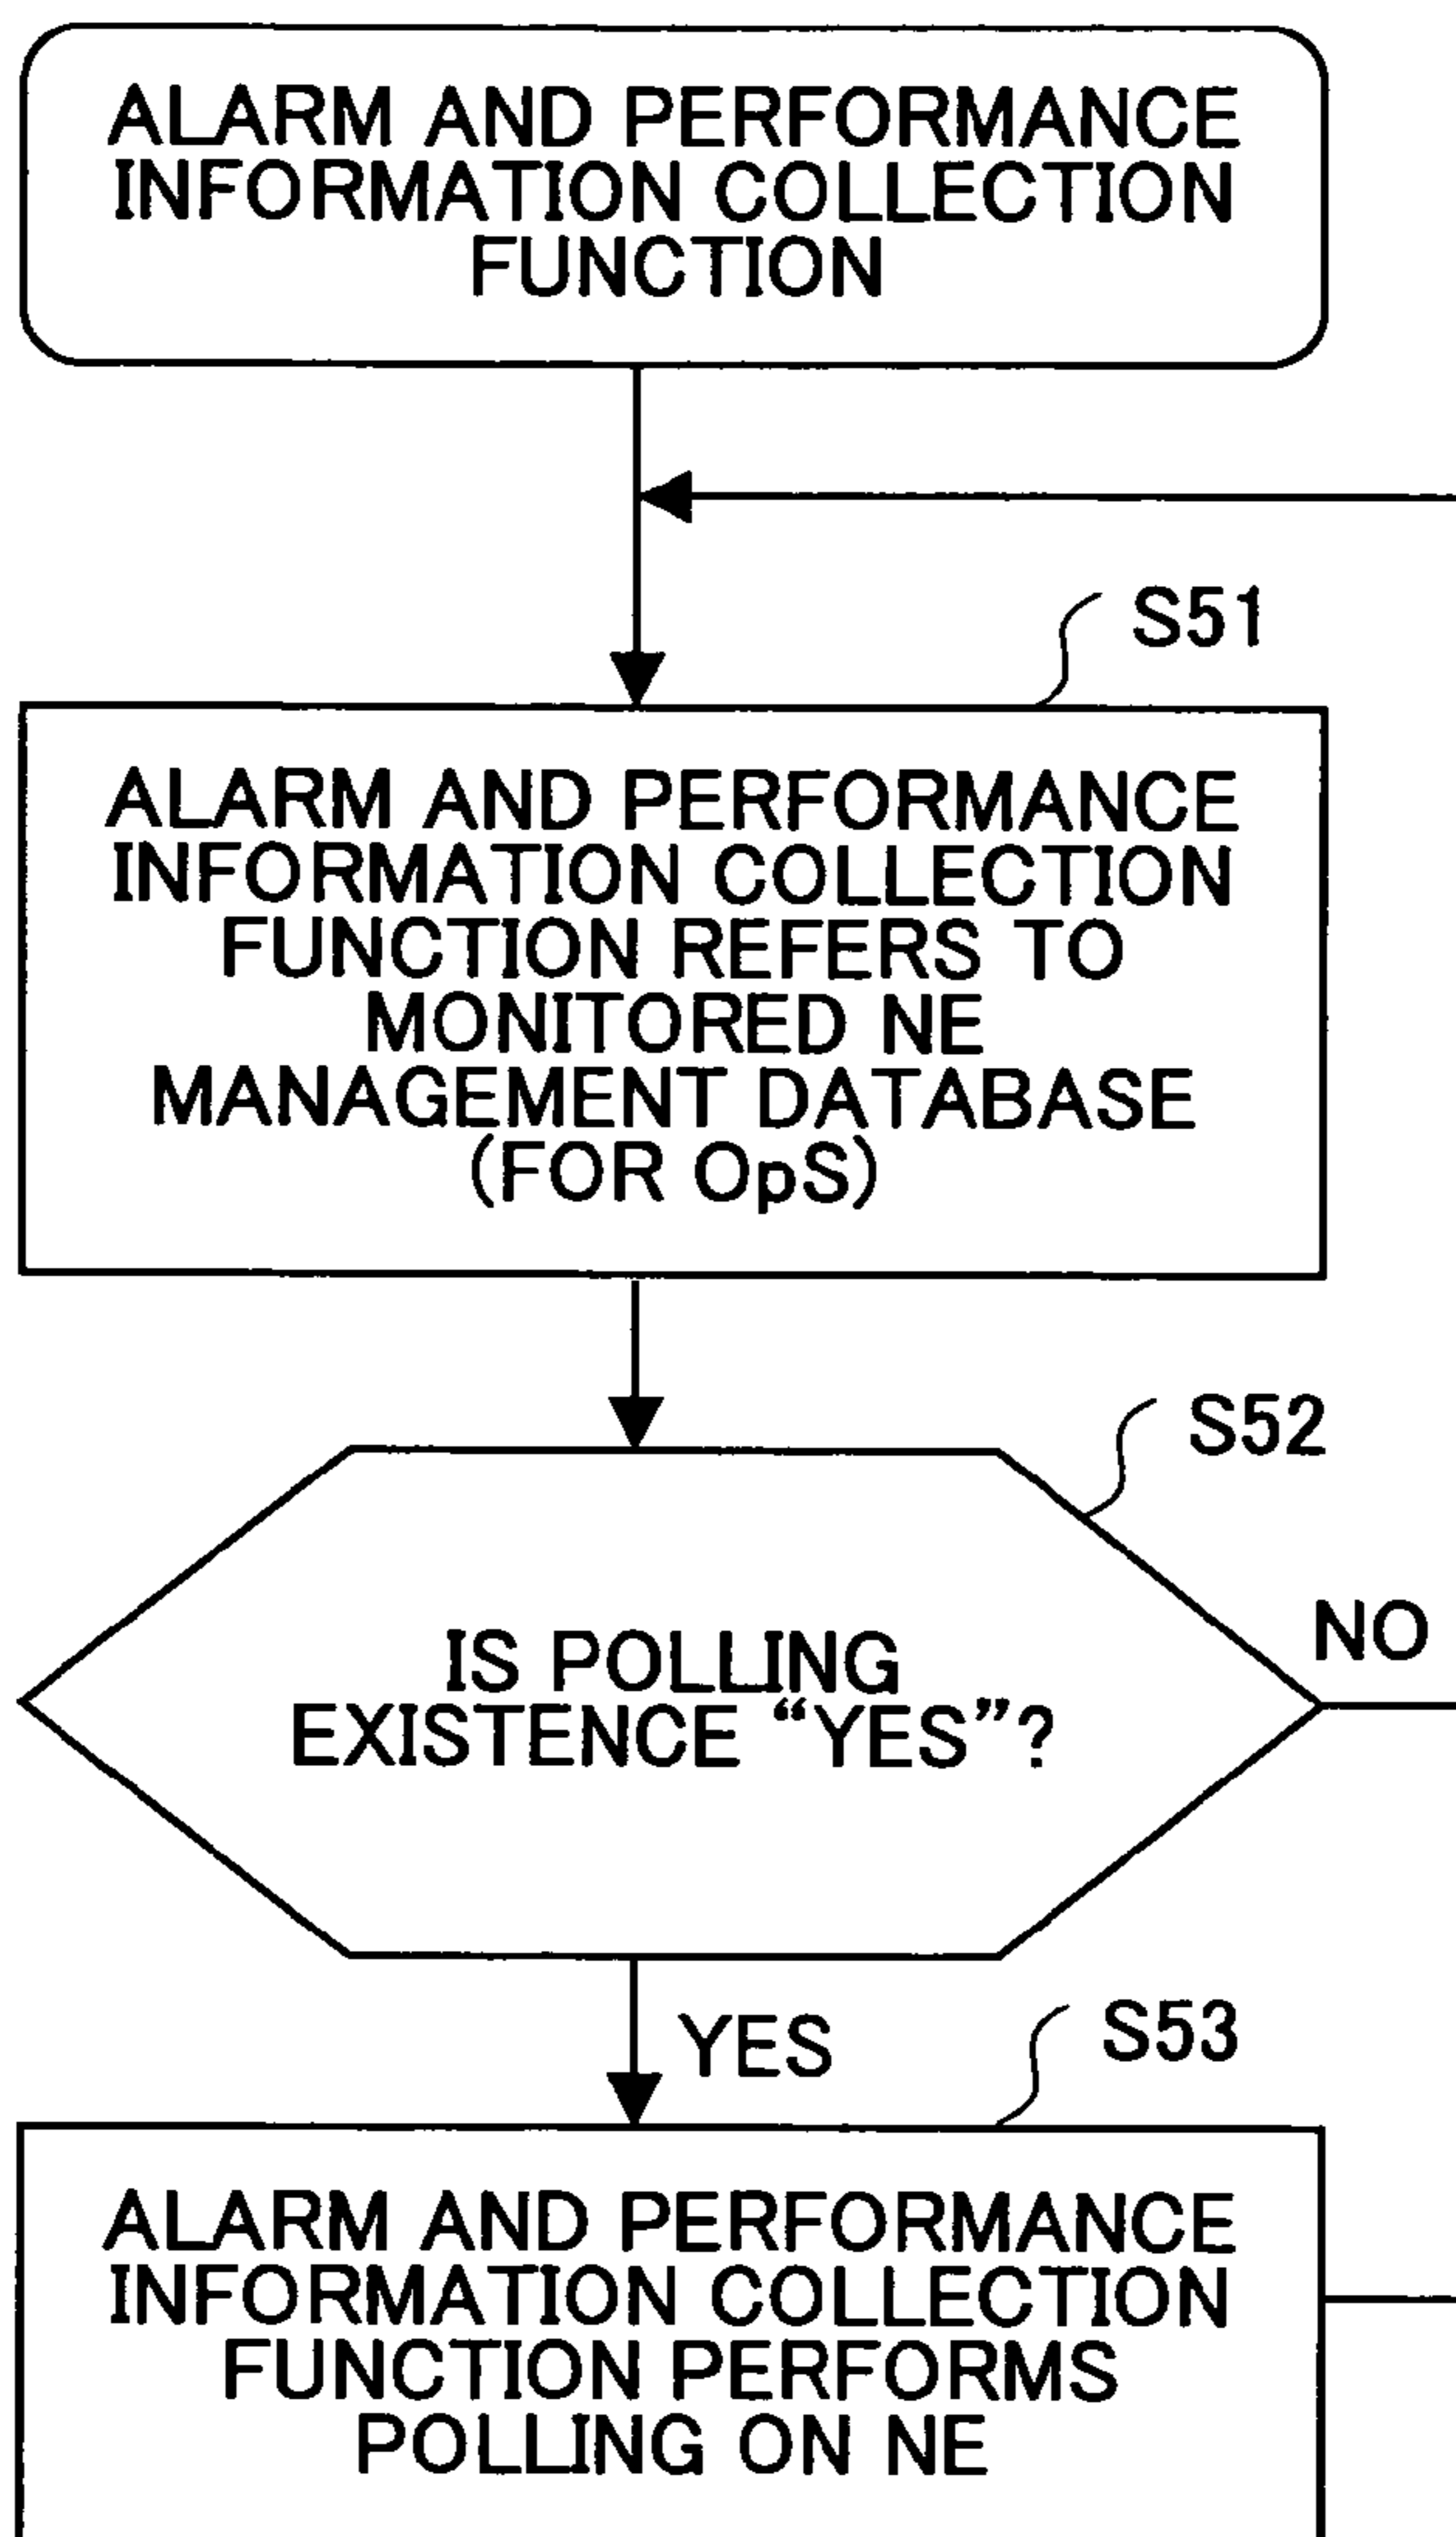 ALARM AND PERFORMANCE
INFORMATION COLLECTION
FUNCTION
S51
ALARM AND PERFORMANCE
INFORMATION COLLECTION
FUNCTION REFERS TO
MONITORED NE
MANAGEMENT DATABASE
(FOR OpS)
S52
IS POLLING
EXISTENCE “YES”?
NO
YES
S53
ALARM AND PERFORMANCE
INFORMATION COLLECTION
FUNCTION PERFORMS
POLLING ON NE